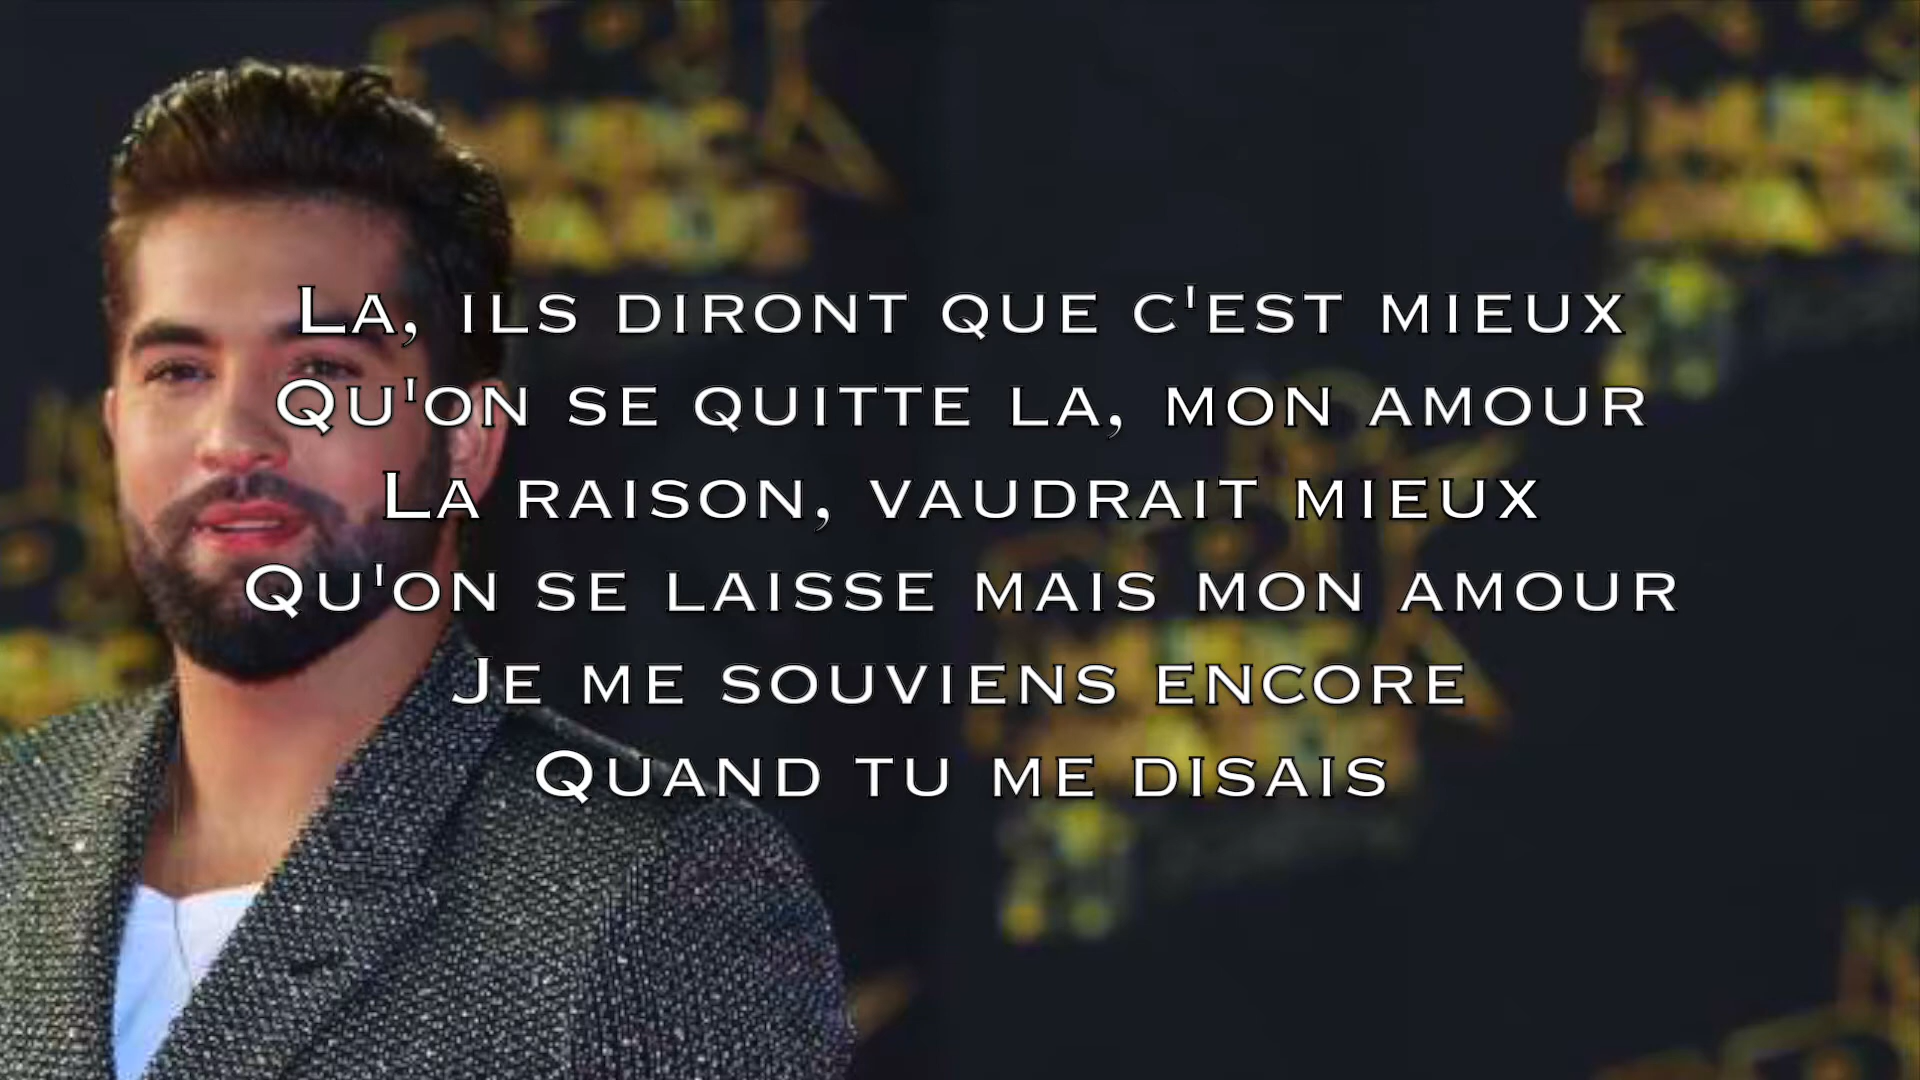 La, ils diront que c'est mieux
Qu'on se quitte la, mon amour
La raison, vaudrait mieux
Qu'on se laisse mais mon amour
Je me souviens encore
Quand tu me disais